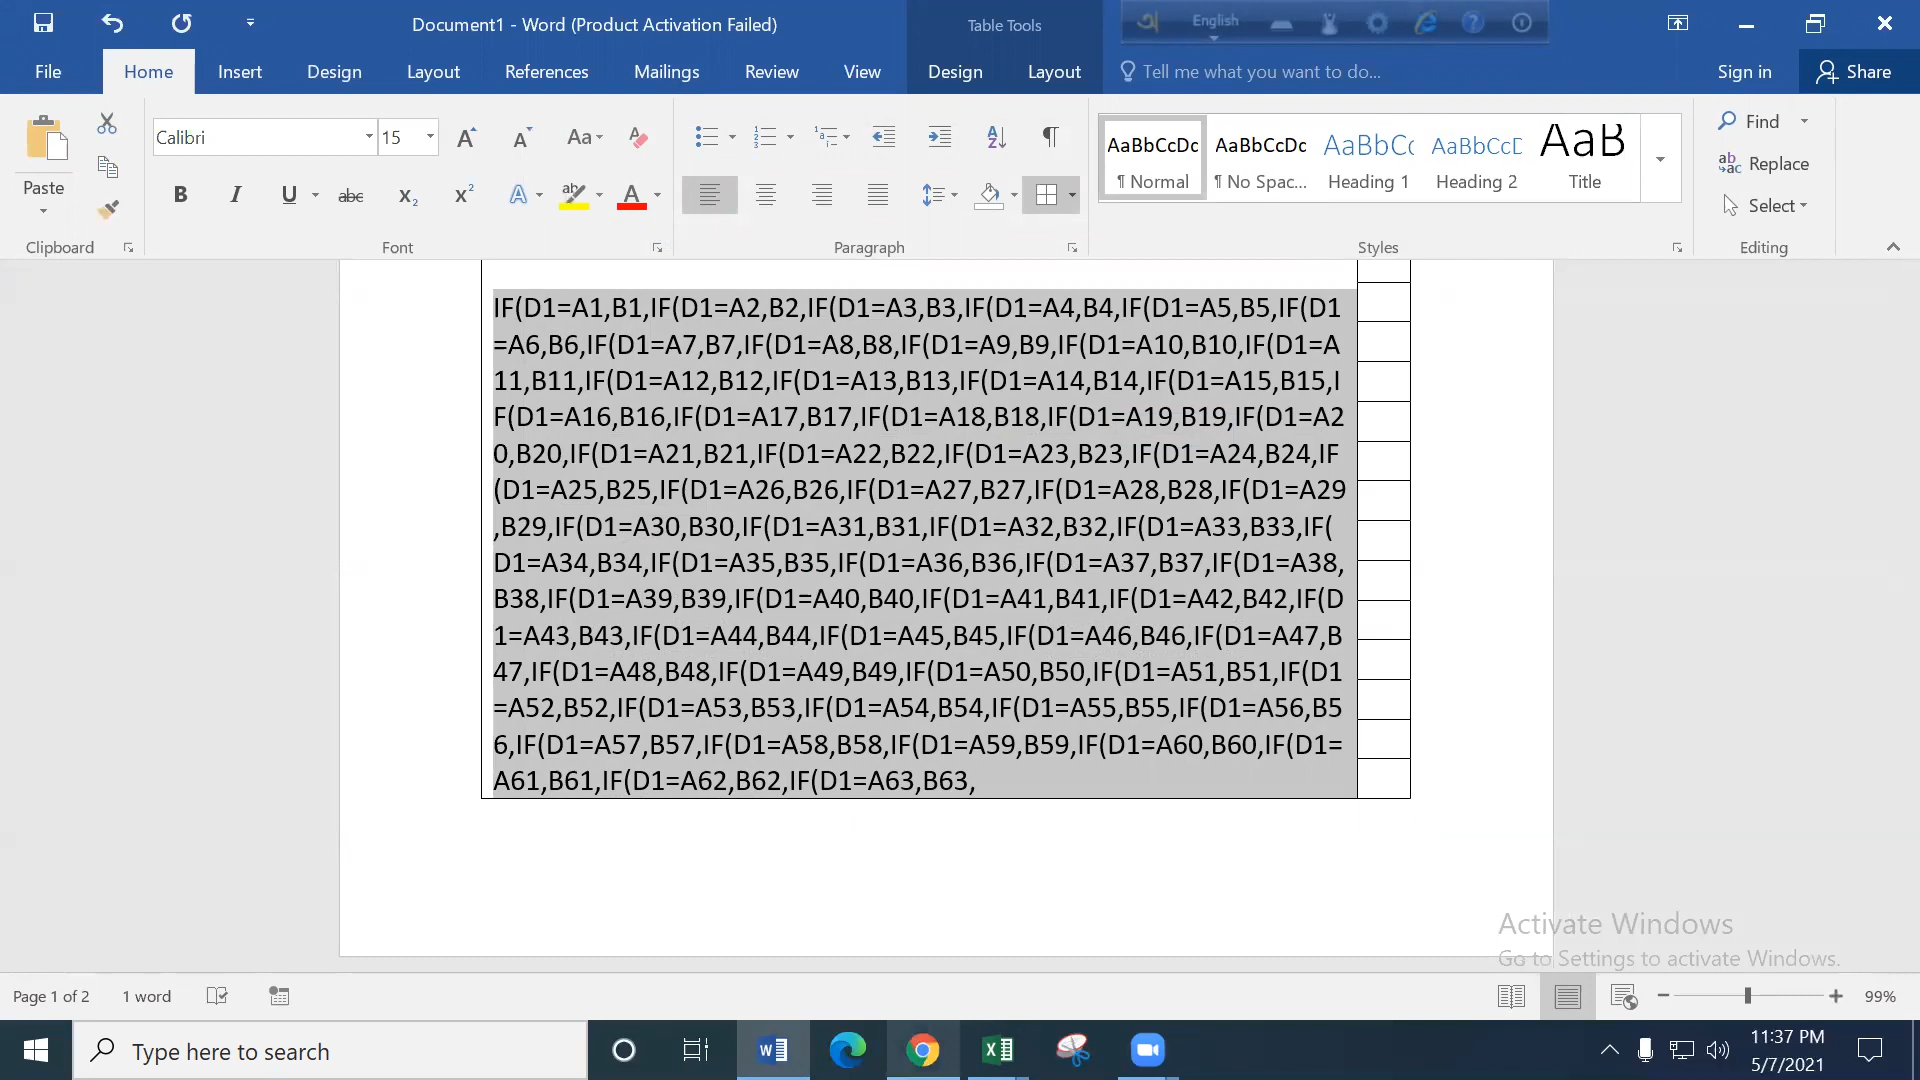 Document1 - Word (Product Activation Failed)
Table Tools
English
File
Home
Insert
Design
Layout
References
Mailings
Review
View
Design
Layout
Tell me what you want to do...
Sign in
Share
Paste
Clipboard
Calibri
15
Font
Paragraph
AaBbCcDc
¶ Normal
AaBbCcDc
¶ No Spac...
AaBbCc
Heading 1
AaBbCcD
Heading 2
AaB
Title
Styles
Find
Replace
Select
Editing
IF(D1=A1,B1,IF(D1=A2,B2,IF(D1=A3,B3,IF(D1=A4,B4,IF(D1=A5,B5,IF(D1
=A6,B6,IF(D1=A7,B7,IF(D1=A8,B8,IF(D1=A9,B9,IF(D1=A10,B10,IF(D1=A
11,B11,IF(D1=A12,B12,IF(D1=A13,B13,IF(D1=A14,B14,IF(D1=A15,B15,I
F(D1=A16,B16,IF(D1=A17,B17,IF(D1=A18,B18,IF(D1=A19,B19,IF(D1=A2
0,B20,IF(D1=A21,B21,IF(D1=A22,B22,IF(D1=A23,B23,IF(D1=A24,B24,IF
(D1=A25,B25,IF(D1=A26,B26,IF(D1=A27,B27,IF(D1=A28,B28,IF(D1=A29
,B29,IF(D1=A30,B30,IF(D1=A31,B31,IF(D1=A32,B32,IF(D1=A33,B33,IF(
D1=A34,B34,IF(D1=A35,B35,IF(D1=A36,B36,IF(D1=A37,B37,IF(D1=A38,
B38,IF(D1=A39,B39,IF(D1=A40,B40,IF(D1=A41,B41,IF(D1=A42,B42,IF(D
1=A43,B43,IF(D1=A44,B44,IF(D1=A45,B45,IF(D1=A46,B46,IF(D1=A47,B
47,IF(D1=A48,B48,IF(D1=A49,B49,IF(D1=A50,B50,IF(D1=A51,B51,IF(D1
=A52,B52,IF(D1=A53,B53,IF(D1=A54,B54,IF(D1=A55,B55,IF(D1=A56,B5
6,IF(D1=A57,B57,IF(D1=A58,B58,IF(D1=A59,B59,IF(D1=A60,B60,IF(D1=
A61,B61,IF(D1=A62,B62,IF(D1=A63,B63,
Activate Windows
Go to Settings to activate Windows.
Page 1 of 2
1 word
99%
Type here to search
11:37 PM
5/7/2021